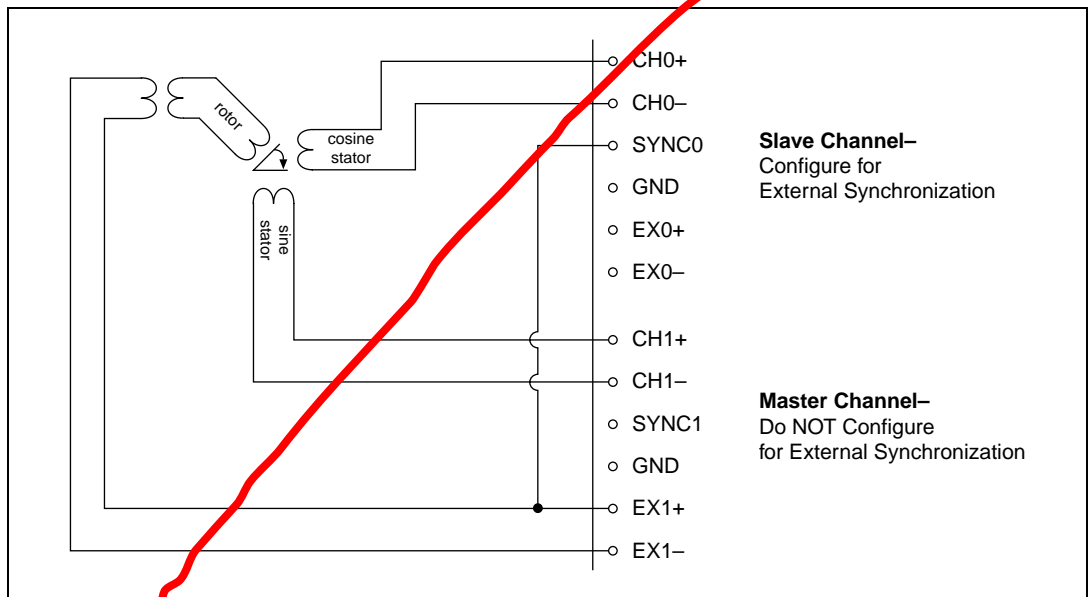 CH0+
CH0–
SYNC0
GND
EX0+
EX0–
CH1+
CH1–
SYNC1
GND
EX1+
EX1–
rotor
cosine
stator
sine
stator
Slave Channel–
Configure for
External Synchronization
Master Channel–
Do NOT Configure
for External Synchronization